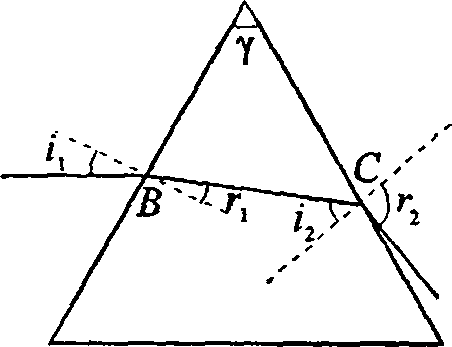 γ
i₁
B
r₁
C
i₂
r₂